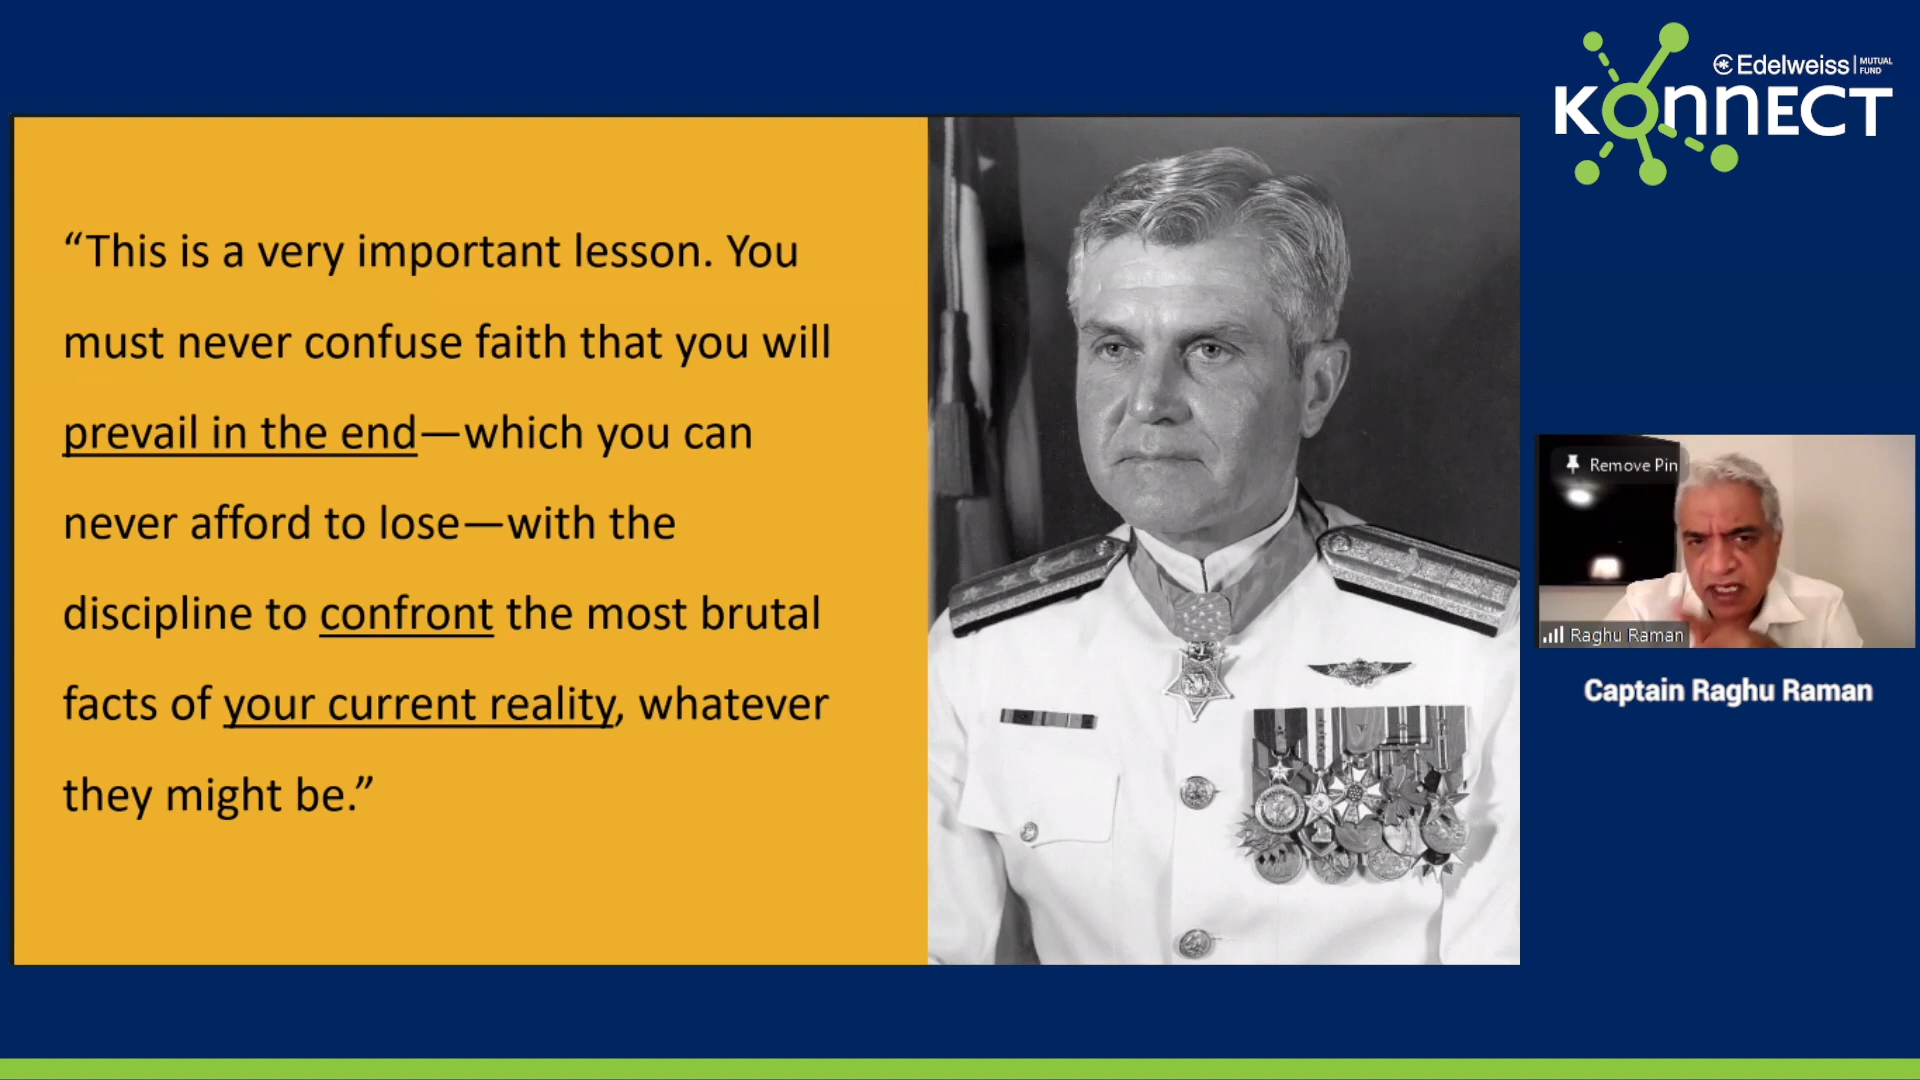 “This is a very important lesson. You
must never confuse faith that you will
prevail in the end—which you can
never afford to lose—with the
discipline to confront the most brutal
facts of your current reality, whatever
they might be.”
Edelweiss MUTUAL
FUND
KOnnECT
Remove Pin
Raghu Raman
Captain Raghu Raman